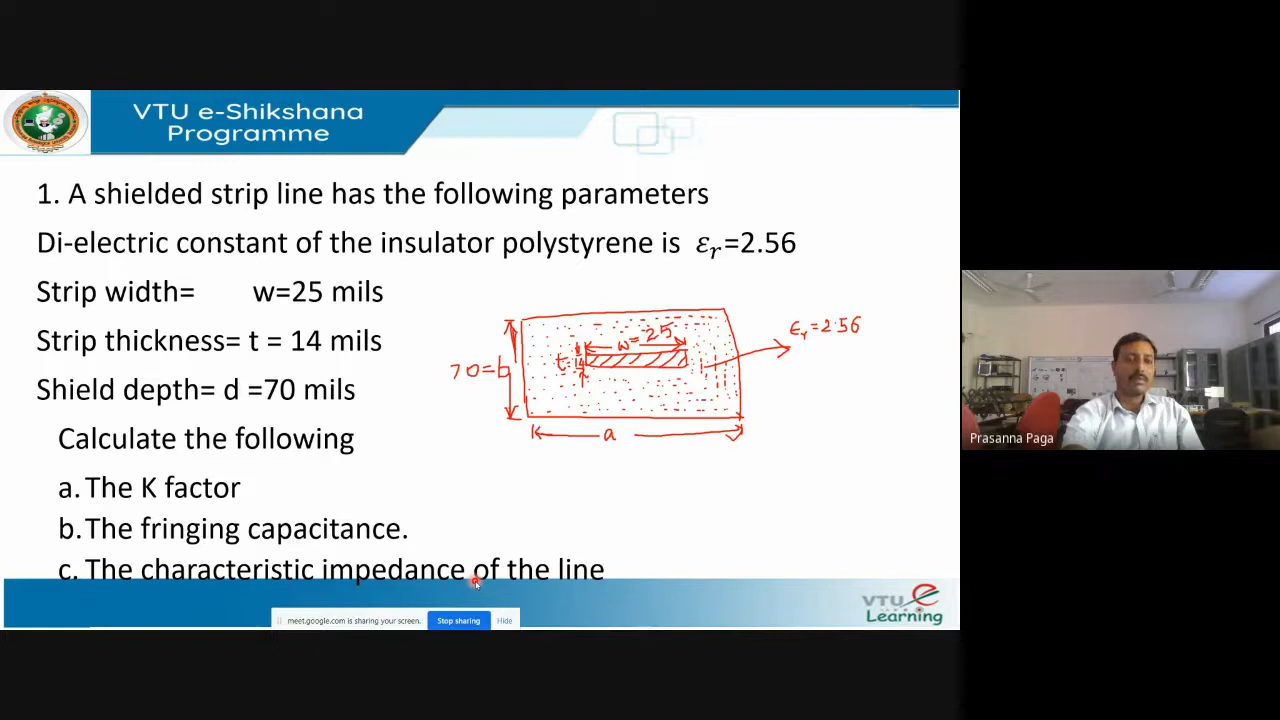 VTU e-Shikshana
Programme
1. A shielded strip line has the following parameters
Di-electric constant of the insulator polystyrene is εr=2.56
Strip width= w=25 mils
Strip thickness= t = 14 mils
Shield depth= d =70 mils
Calculate the following
a. The K factor
b. The fringing capacitance.
c. The characteristic impedance of the line
εr=2.56
w=25
t=14
70=b
a
Prasanna Paga
VTU e
Learning
meet.google.com is sharing your screen. Stop sharing Hide